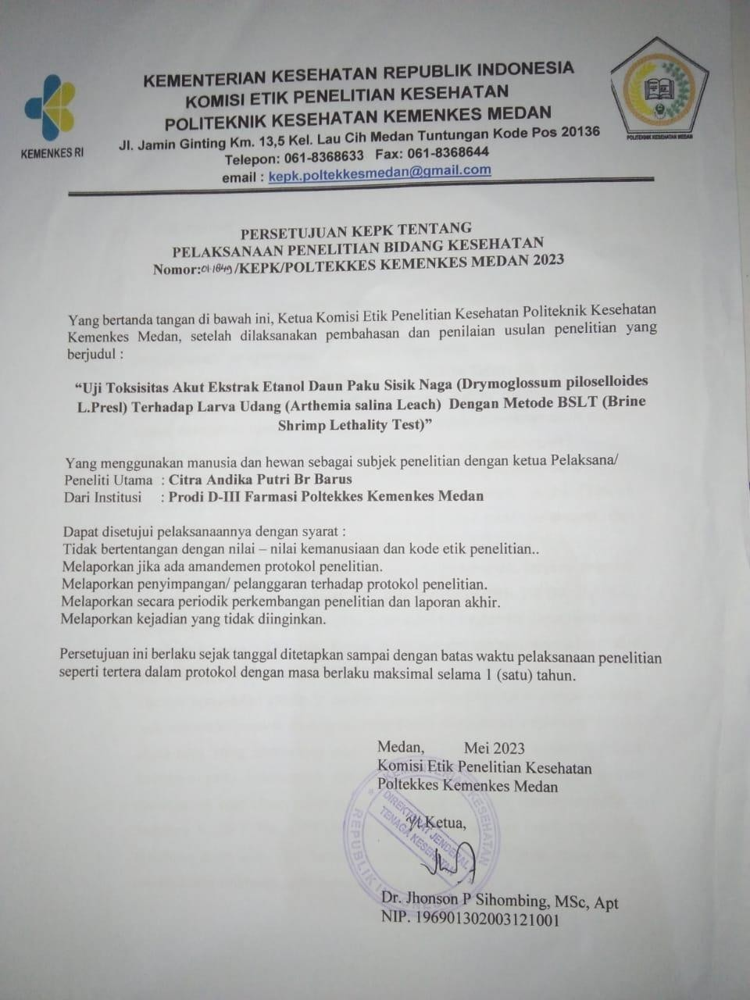 KEMENTERIAN KESEHATAN REPUBLIK INDONESIA
KOMISI ETIK PENELITIAN KESEHATAN
POLITEKNIK KESEHATAN KEMENKES MEDAN
Jl. Jamin Ginting Km. 13,5 Kel. Lau Cih Medan Tuntungan Kode Pos 20136
Telepon: 061-8368633 Fax: 061-8368644
email : kepk.poltekkesmedan@gmail.com
KEMENKES RI
POLITEKNIK KESEHATAN MEDAN
PERSETUJUAN KEPK TENTANG
PELAKSANAAN PENELITIAN BIDANG KESEHATAN
Nomor:01.1849/KEPK/POLTEKKES KEMENKES MEDAN 2023
Yang bertanda tangan di bawah ini, Ketua Komisi Etik Penelitian Kesehatan Politeknik Kesehatan
Kemenkes Medan, setelah dilaksanakan pembahasan dan penilaian usulan penelitian yang
berjudul :
“Uji Toksisitas Akut Ekstrak Etanol Daun Paku Sisik Naga (Drymoglossum piloselloides
L.Presl) Terhadap Larva Udang (Arthemia salina Leach) Dengan Metode BSLT (Brine
Shrimp Lethality Test)”
Yang menggunakan manusia dan hewan sebagai subjek penelitian dengan ketua Pelaksana/
Peneliti Utama : Citra Andika Putri Br Barus
Dari Institusi : Prodi D-III Farmasi Poltekkes Kemenkes Medan
Dapat disetujui pelaksanaannya dengan syarat :
Tidak bertentangan dengan nilai – nilai kemanusiaan dan kode etik penelitian..
Melaporkan jika ada amandemen protokol penelitian.
Melaporkan penyimpangan/ pelanggaran terhadap protokol penelitian.
Melaporkan secara periodik perkembangan penelitian dan laporan akhir.
Melaporkan kejadian yang tidak diinginkan.
Persetujuan ini berlaku sejak tanggal ditetapkan sampai dengan batas waktu pelaksanaan penelitian
seperti tertera dalam protokol dengan masa berlaku maksimal selama 1 (satu) tahun.
Medan, Mei 2023
Komisi Etik Penelitian Kesehatan
Poltekkes Kemenkes Medan
Ketua,
DIREKTORAT JENDERAL
TENAGA KESEHATAN
KESEHATAN
REPUBLIK INDONESIA
Dr. Jhonson P Sihombing, MSc, Apt
NIP. 196901302003121001